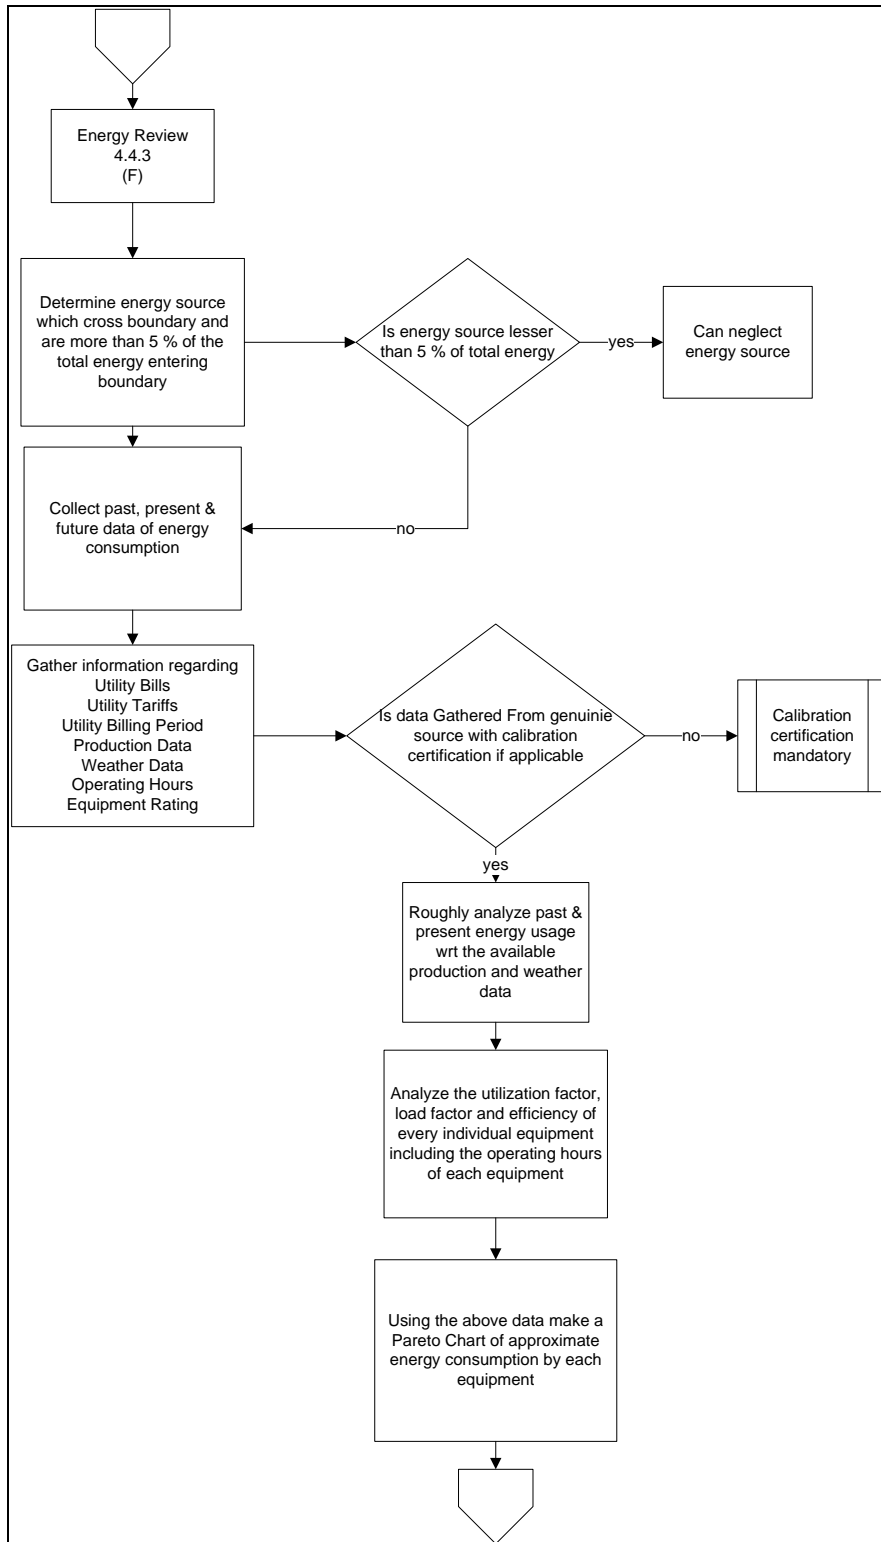 Energy Review
4.4.3
(F)
Determine energy source
which cross boundary and
are more than 5 % of the
total energy entering
boundary
Is energy source lesser
than 5 % of total energy
yes
Can neglect
energy source
Collect past, present &
future data of energy
consumption
no
Gather information regarding
Utility Bills
Utility Tariffs
Utility Billing Period
Production Data
Weather Data
Operating Hours
Equipment Rating
Is data Gathered From genuinie
source with calibration
certification if applicable
no
Calibration
certification
mandatory
yes
Roughly analyze past &
present energy usage
wrt the available
production and weather
data
Analyze the utilization factor,
load factor and efficiency of
every individual equipment
including the operating hours
of each equipment
Using the above data make a
Pareto Chart of approximate
energy consumption by each
equipment